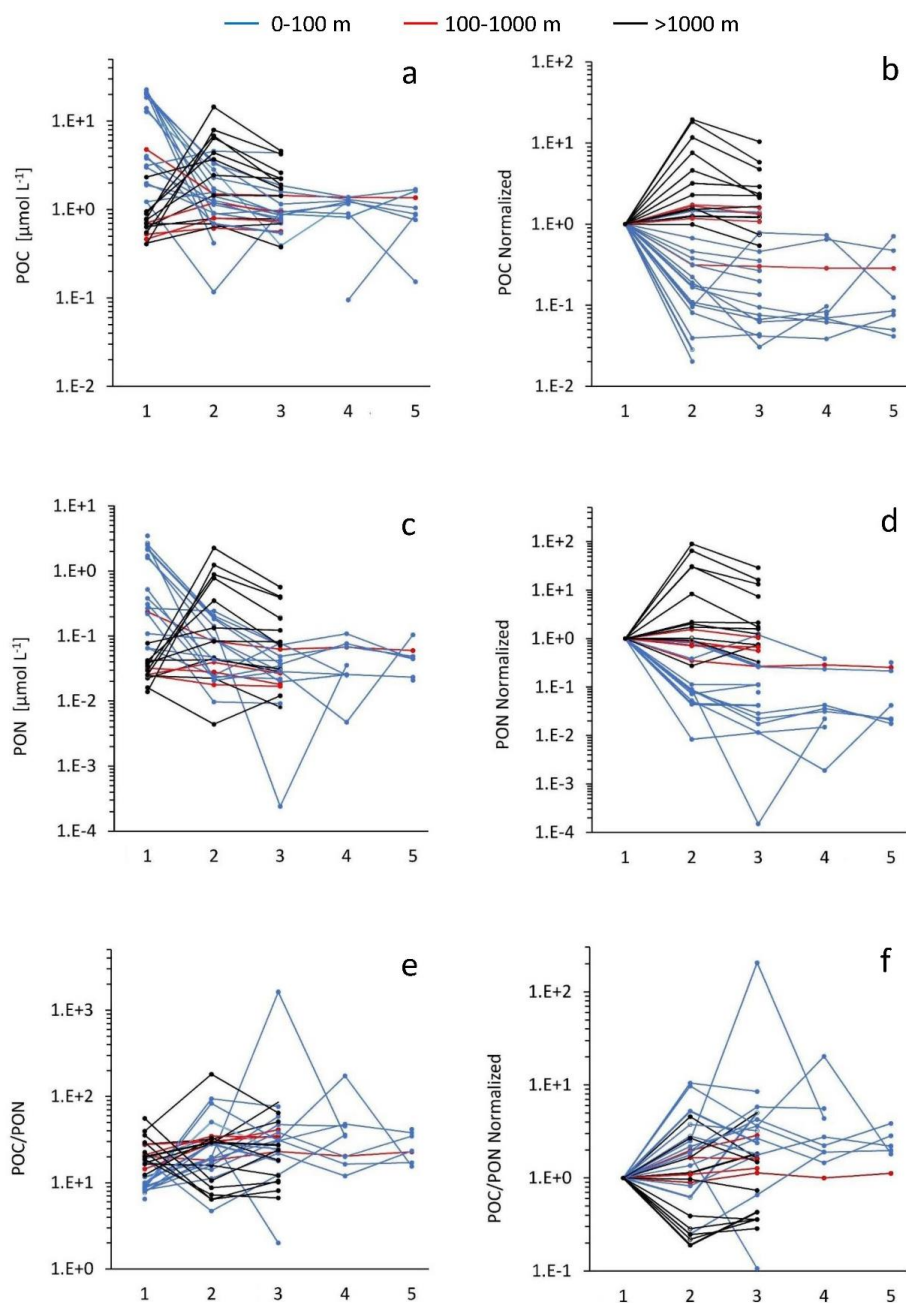 0-100 m 100-1000 m >1000 m
a
1.E+1
1.E+0
1.E-1
1.E-2
POC [µmol L⁻¹]
1 2 3 4 5
b
1.E+2
1.E+1
1.E+0
1.E-1
1.E-2
POC Normalized
1 2 3 4 5
c
1.E+1
1.E+0
1.E-1
1.E-2
1.E-3
1.E-4
PON [µmol L⁻¹]
1 2 3 4 5
d
1.E+2
1.E+1
1.E+0
1.E-1
1.E-2
1.E-3
1.E-4
PON Normalized
1 2 3 4 5
e
1.E+3
1.E+2
1.E+1
1.E+0
POC/PON
1 2 3 4 5
f
1.E+2
1.E+1
1.E+0
1.E-1
POC/PON Normalized
1 2 3 4 5